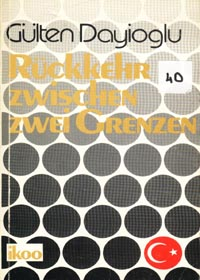 Gülten Dayioglu
Rückkehr
zwischen
zwei Grenzen
40
ikoo